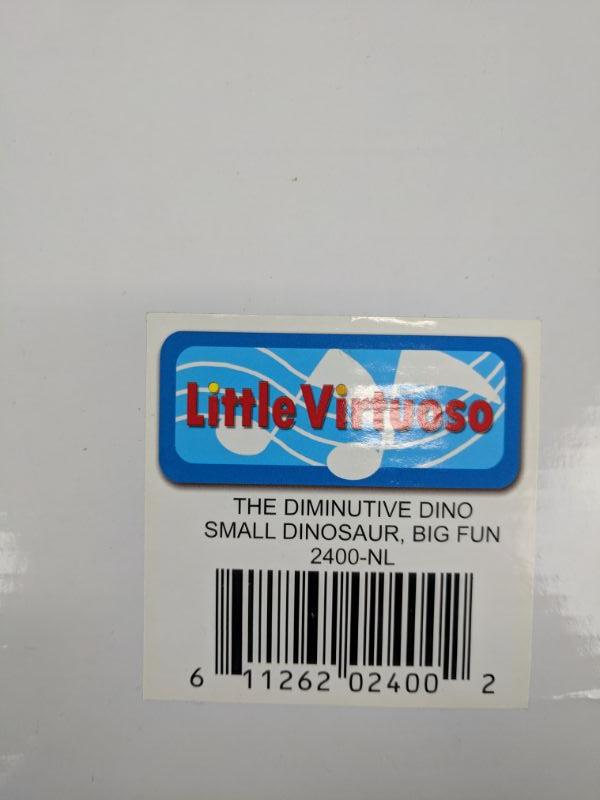 Little Virtuoso
THE DIMINUTIVE DINO
SMALL DINOSAUR, BIG FUN
2400-NL
6 11262 02400 2